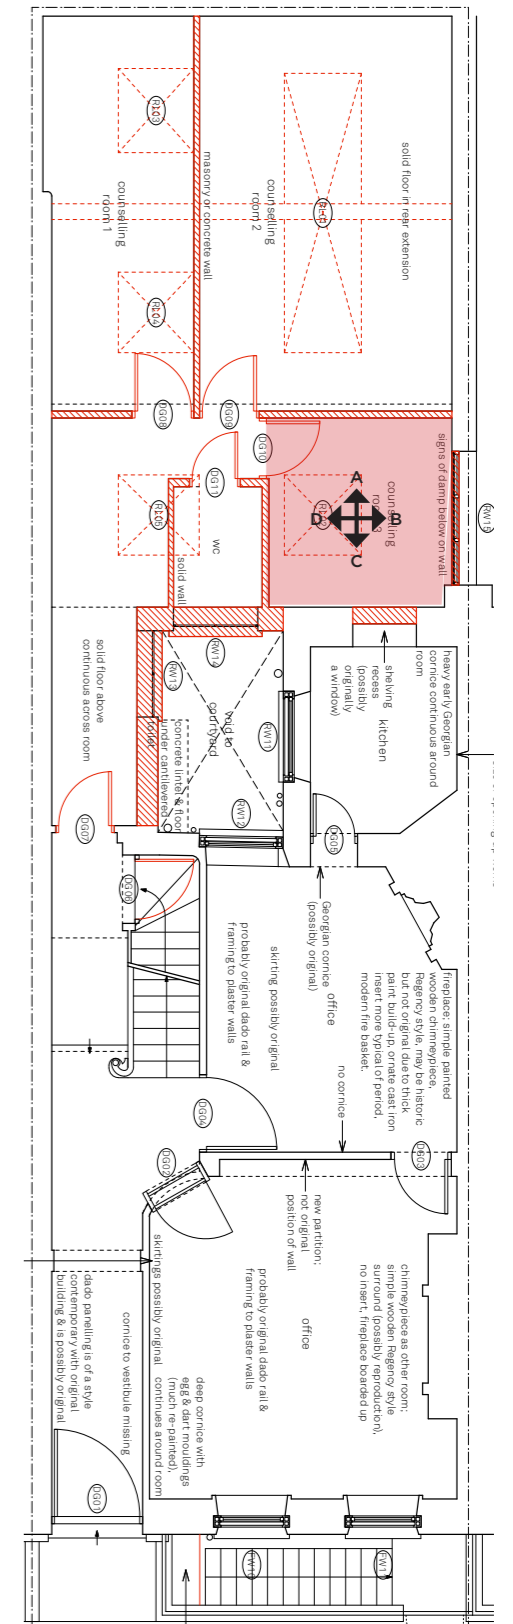 RL03
counselling
room 1
RL04
masonry or concrete wall
counselling
room 2
solid floor in rear extension
DG08
DG09
DG10
DG11
RL05
wc
solid wall
A
B
C
D
counselling
signs of damp below on wall
RW15
solid floor above
continuous across room
RW14
RW13
void to
courtyard
RW11
RW12
concrete lintel & floor
under cantilevered
toilet
shelving
recess
(possibly
originally
a window)
kitchen
heavy early Georgian
cornice continuous around
room
DG05
DG07
DG06
Georgian cornice
(possibly original)
office
skirting possibly original
probably original dado rail &
framing to plaster walls
fireplace; simple painted
wooden chimneypiece,
Regency style, may be historic
but not original due to thick
paint build-up, ornate cast iron
insert more typical of period,
modern fire basket.
no cornice
DG04
DG03
DG02
new partition;
not original
position of wall
skirtings possibly original
probably original dado rail &
framing to plaster walls
office
chimneypiece as other room;
simple wooden Regency style
surround (possibly reproduction),
no insert, fireplace boarded up
deep cornice with
egg & dart mouldings
(much re-painted),
continues around room
cornice to vestibule missing
dado panelling is of a style
contemporary with original
building & is possibly original
DG01